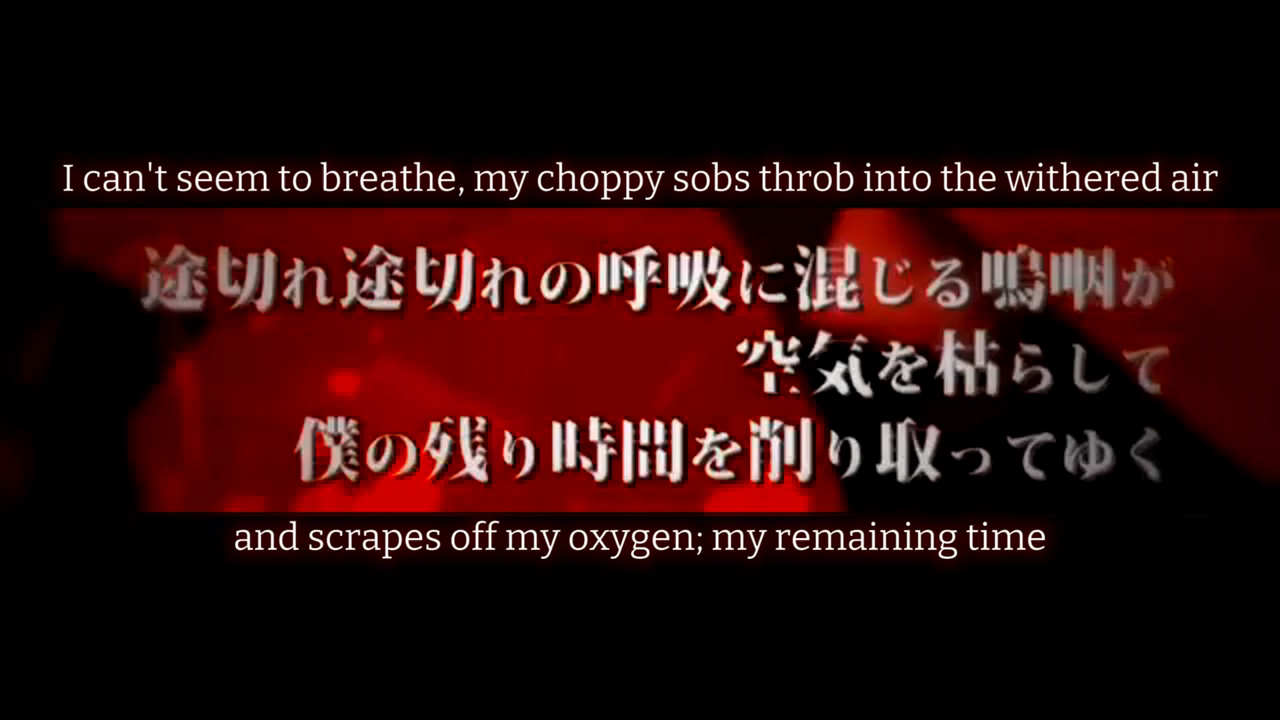 I can't seem to breathe, my choppy sobs throb into the withered air
途切れ途切れの呼吸に混じる嗚咽が
空気を枯らして
僕の残り時間を削り取ってゆく
and scrapes off my oxygen; my remaining time